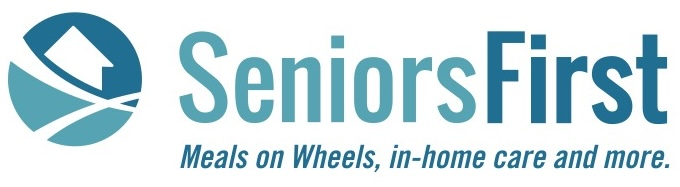 SeniorsFirst
Meals on Wheels, in-home care and more.